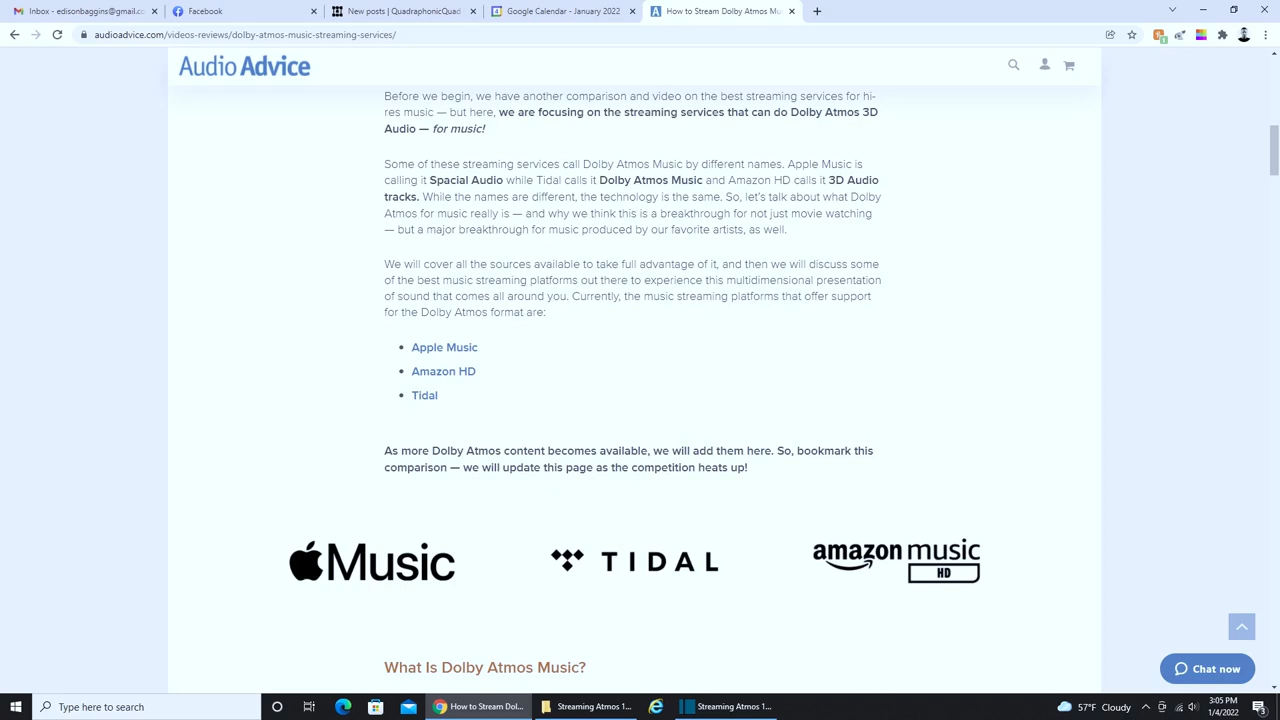 Inbox - edisonbaggins@gmail.cc
Facebook
New posts | QuadraphonicQuad
Google Calendar - January 2022
How to Stream Dolby Atmos Mu
audioadvice.com/videos-reviews/dolby-atmos-music-streaming-services/
Audio Advice
Before we begin, we have another comparison and video on the best streaming services for hi-
res music — but here, we are focusing on the streaming services that can do Dolby Atmos 3D
Audio — for music!
Some of these streaming services call Dolby Atmos Music by different names. Apple Music is
calling it Spacial Audio while Tidal calls it Dolby Atmos Music and Amazon HD calls it 3D Audio
tracks. While the names are different, the technology is the same. So, let's talk about what Dolby
Atmos for music really is — and why we think this is a breakthrough for not just movie watching
— but a major breakthrough for music produced by our favorite artists, as well.
We will cover all the sources available to take full advantage of it, and then we will discuss some
of the best music streaming platforms out there to experience this multidimensional presentation
of sound that comes all around you. Currently, the music streaming platforms that offer support
for the Dolby Atmos format are:
• Apple Music
• Amazon HD
• Tidal
As more Dolby Atmos content becomes available, we will add them here. So, bookmark this
comparison — we will update this page as the competition heats up!
Music
TIDAL
amazon music
HD
What Is Dolby Atmos Music?
Chat now
Type here to search
How to Stream Dol...
Streaming Atmos 1...
Streaming Atmos 1...
57°F Cloudy
3:05 PM
1/4/2022